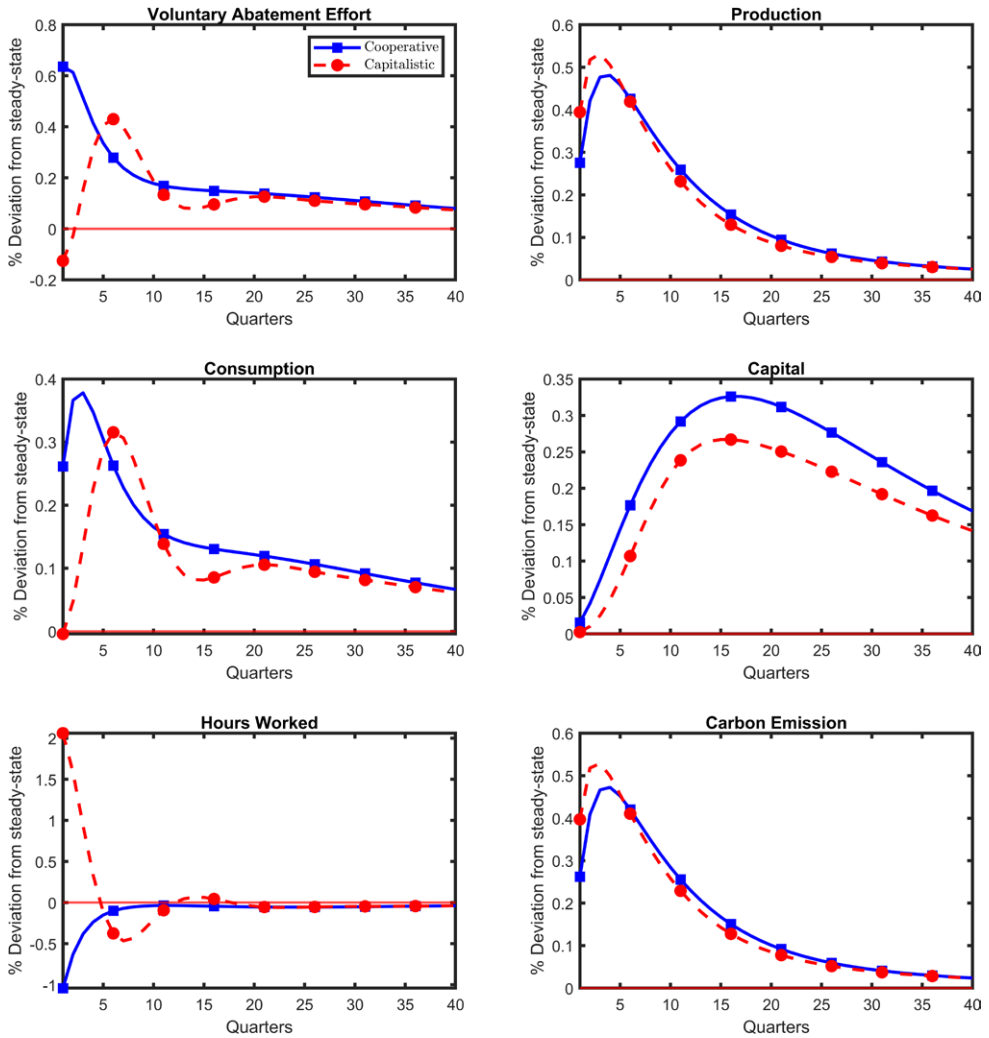 Voluntary Abatement Effort
% Deviation from steady-state
0.8
0.6
0.4
0.2
0
-0.2
Cooperative
Capitalistic
5 10 15 20 25 30 35 40
Quarters
Production
% Deviation from steady-state
0.6
0.5
0.4
0.3
0.2
0.1
0
5 10 15 20 25 30 35 40
Quarters
Consumption
% Deviation from steady-state
0.4
0.3
0.2
0.1
0
5 10 15 20 25 30 35 40
Quarters
Capital
% Deviation from steady-state
0.35
0.3
0.25
0.2
0.15
0.1
0.05
0
5 10 15 20 25 30 35 40
Quarters
Hours Worked
% Deviation from steady-state
2
1.5
1
0.5
0
-0.5
-1
5 10 15 20 25 30 35 40
Quarters
Carbon Emission
% Deviation from steady-state
0.6
0.5
0.4
0.3
0.2
0.1
0
5 10 15 20 25 30 35 40
Quarters